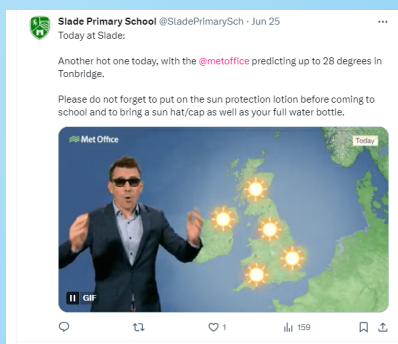 Slade Primary School @SladePrimarySch · Jun 25
Today at Slade:
Another hot one today, with the @metoffice predicting up to 28 degrees in
Tonbridge.
Please do not forget to put on the sun protection lotion before coming to
school and to bring a sun hat/cap as well as your full water bottle.
Met Office
Today
GIF
1
159